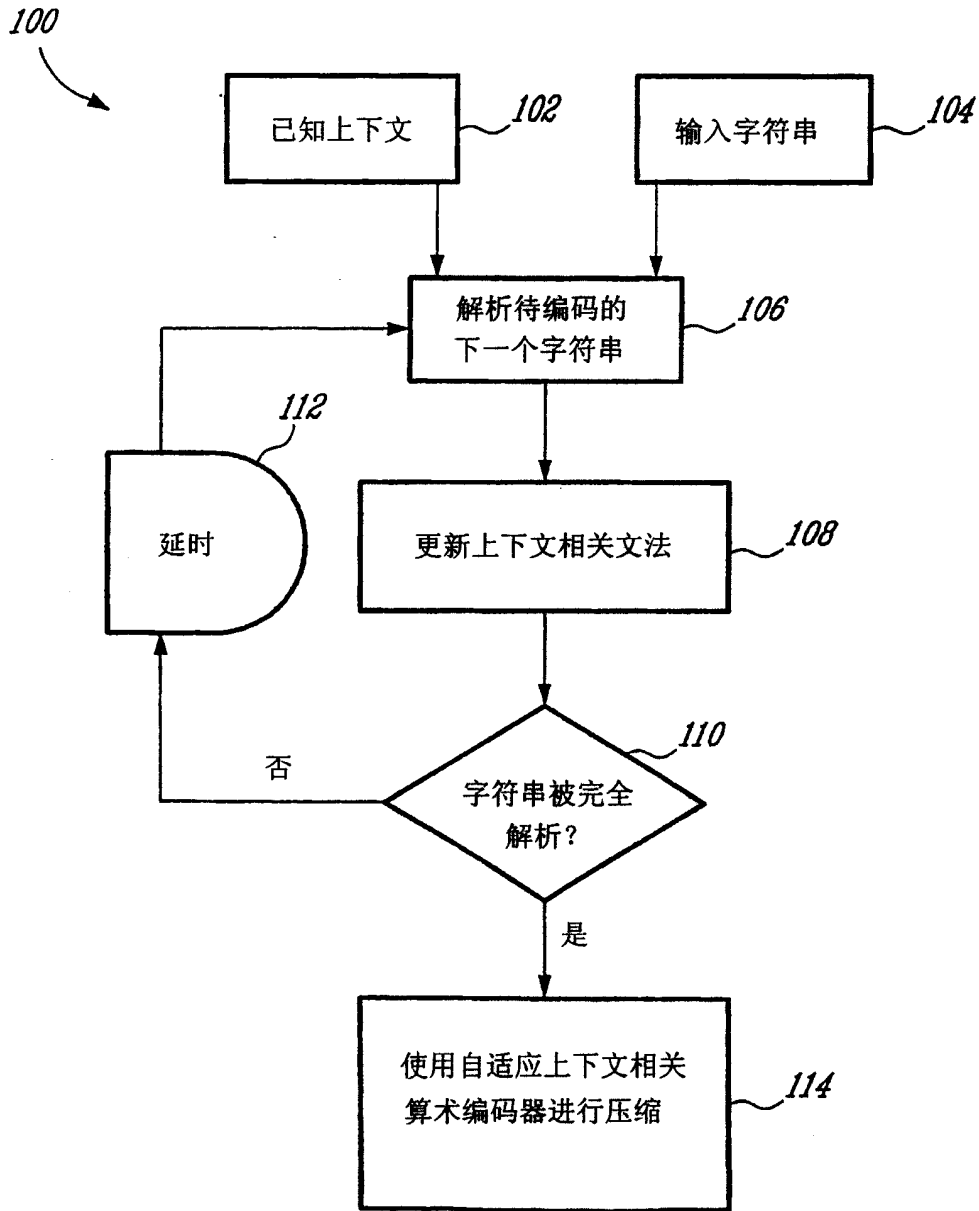 100
已知上下文
102
输入字符串
104
解析待编码的
下一个字符串
106
112
延时
更新上下文相关文法
108
110
否
字符串被完全
解析？
是
使用自适应上下文相关
算术编码器进行压缩
114